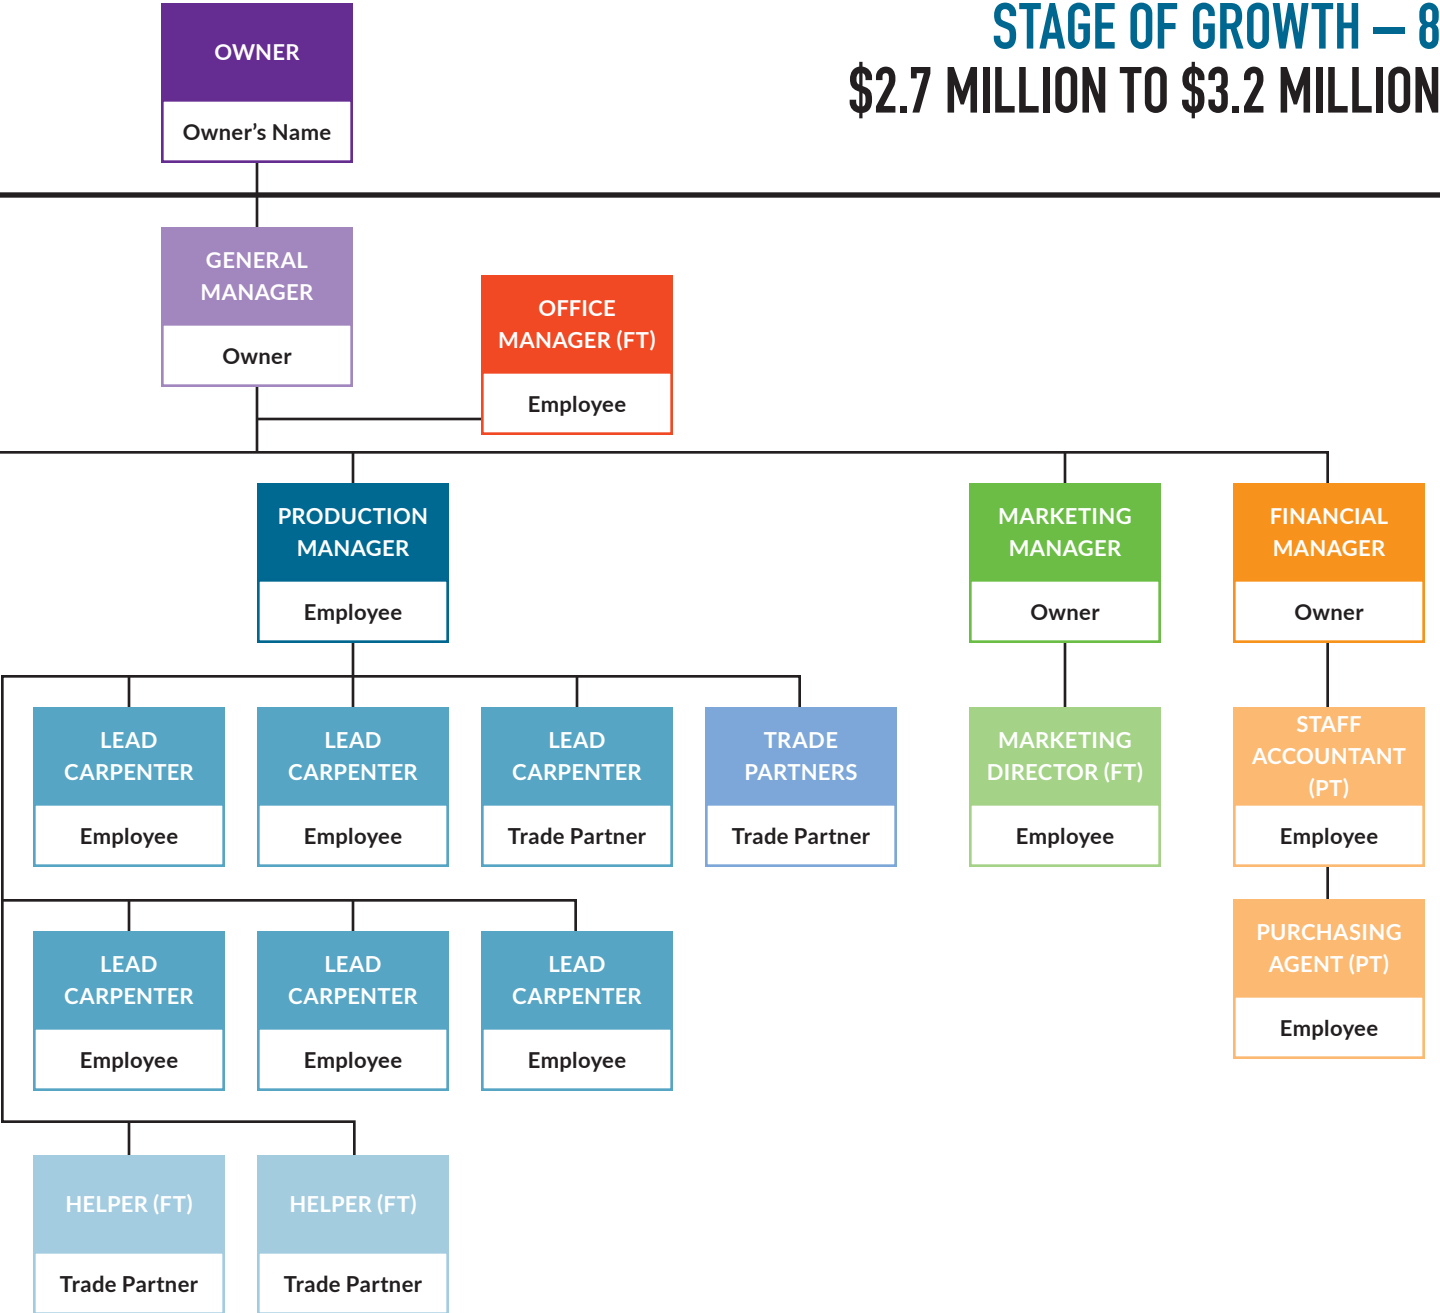 STAGE OF GROWTH — 8
$2.7 MILLION TO $3.2 MILLION
OWNER
Owner’s Name
GENERAL
MANAGER
Owner
OFFICE
MANAGER (FT)
Employee
PRODUCTION
MANAGER
Employee
MARKETING
MANAGER
Owner
FINANCIAL
MANAGER
Owner
LEAD
CARPENTER
Employee
LEAD
CARPENTER
Employee
LEAD
CARPENTER
Trade Partner
TRADE
PARTNERS
Trade Partner
MARKETING
DIRECTOR (FT)
Employee
STAFF
ACCOUNTANT
(PT)
Employee
LEAD
CARPENTER
Employee
LEAD
CARPENTER
Employee
LEAD
CARPENTER
Employee
PURCHASING
AGENT (PT)
Employee
HELPER (FT)
Trade Partner
HELPER (FT)
Trade Partner